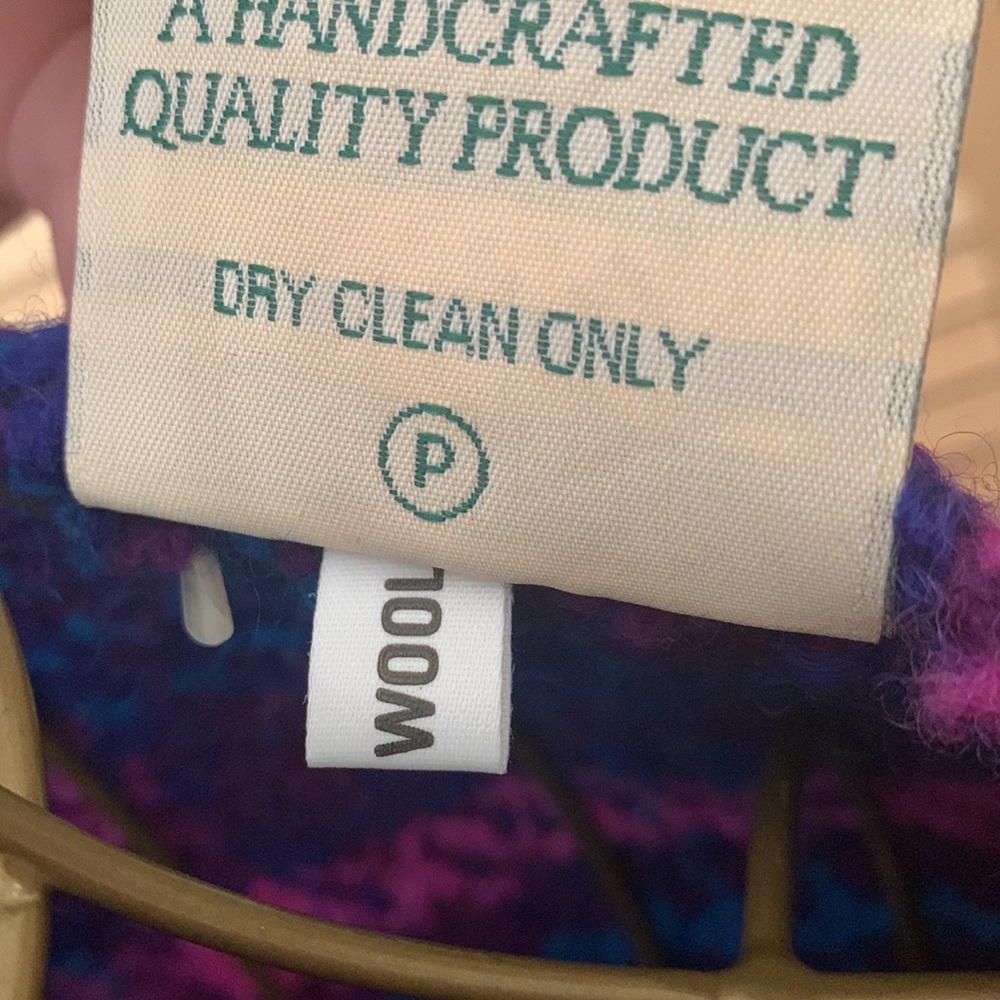 A HANDCRAFTED
QUALITY PRODUCT
DRY CLEAN ONLY
P
WOOL